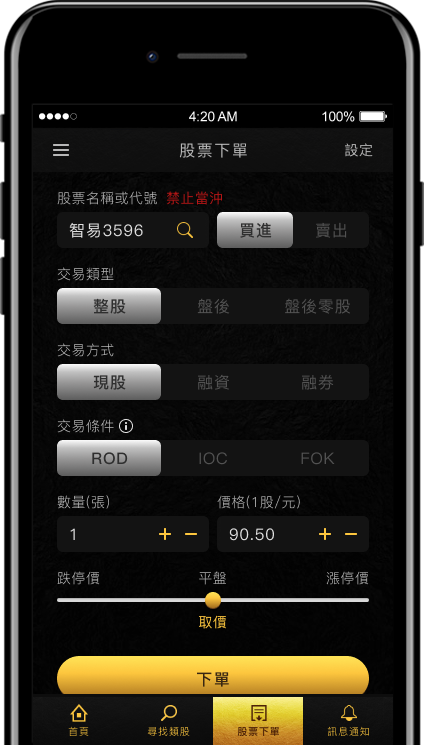 4:20 AM 100%
股票下單 設定
股票名稱或代號 禁止當沖
智易3596 買進 賣出
交易類型
整股 盤後 盤後零股
交易方式
現股 融資 融券
交易條件
ROD IOC FOK
數量(張) 價格(1股/元)
1 + − 90.50 + −
跌停價 平盤 漲停價
取價
下單
首頁 尋找類股 股票下單 訊息通知